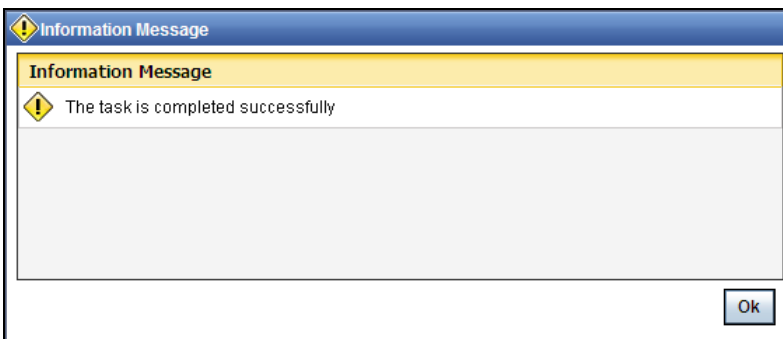 Information Message
Information Message
The task is completed successfully
Ok